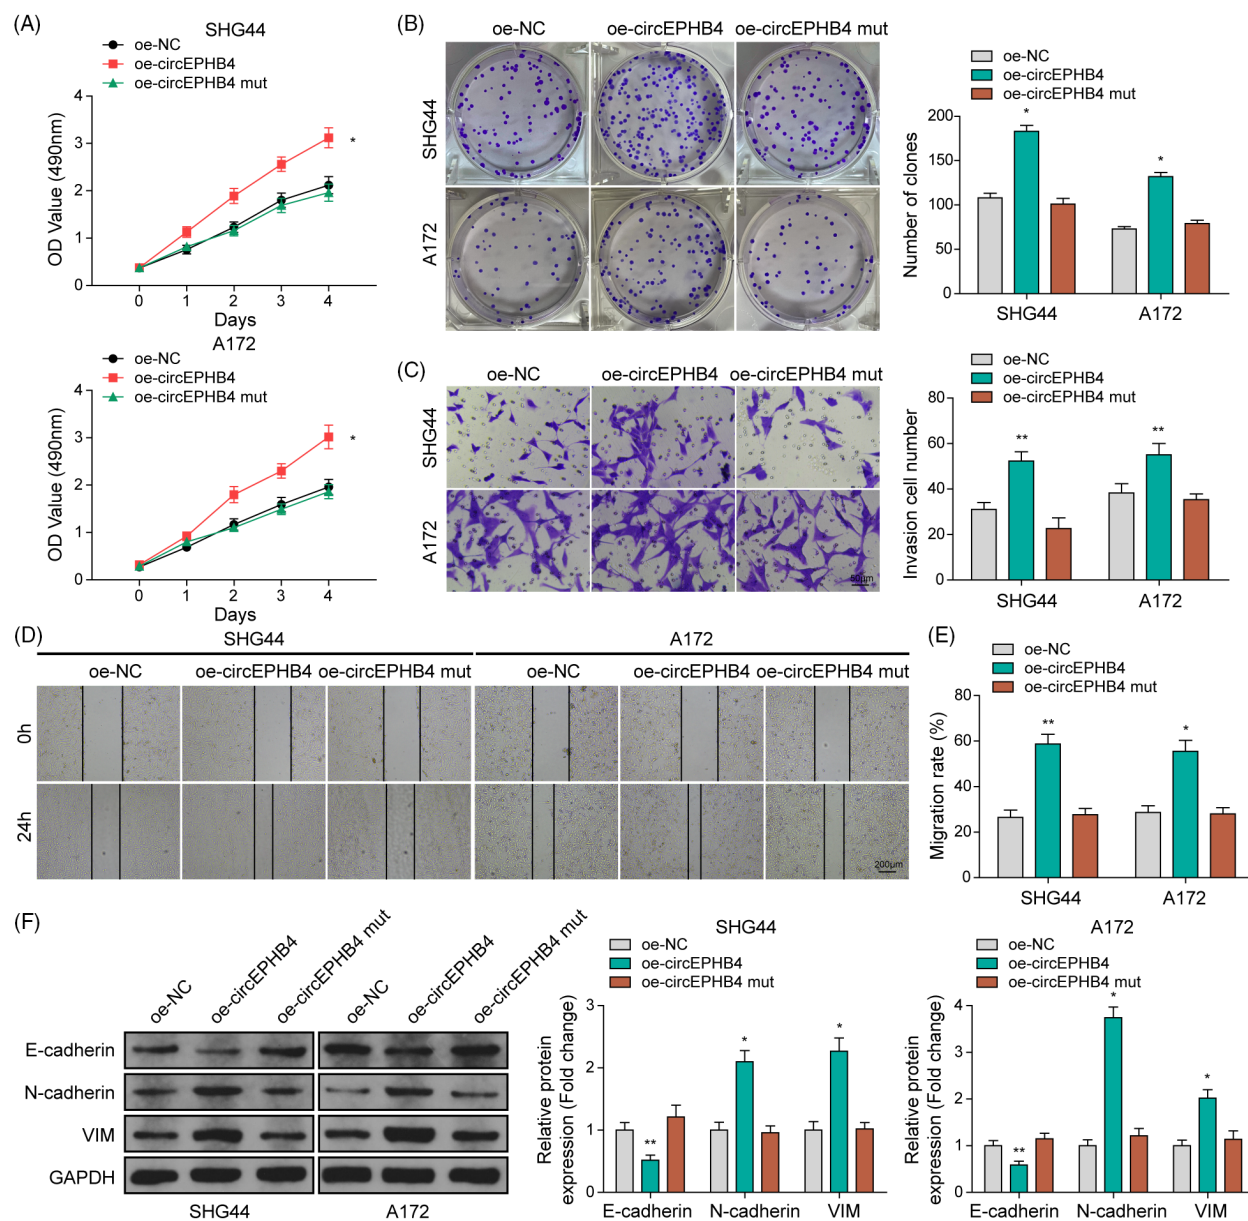 (A)
SHG44
oe-NC
oe-circEPHB4
oe-circEPHB4 mut
OD Value (490nm)
4
3
2
1
0
0 1 2 3 4
*
Days
A172
oe-NC
oe-circEPHB4
oe-circEPHB4 mut
OD Value (490nm)
4
3
2
1
0
0 1 2 3 4
*
Days
(B)
oe-NC oe-circEPHB4 oe-circEPHB4 mut
SHG44
A172
oe-NC
oe-circEPHB4
oe-circEPHB4 mut
Number of clones
200
150
100
50
0
* *
SHG44 A172
(C)
oe-NC oe-circEPHB4 oe-circEPHB4 mut
SHG44
A172
50μm
oe-NC
oe-circEPHB4
oe-circEPHB4 mut
Invasion cell number
80
60
40
20
0
** **
SHG44 A172
(D)
SHG44 A172
oe-NC oe-circEPHB4 oe-circEPHB4 mut oe-NC oe-circEPHB4 oe-circEPHB4 mut
0h
24h
200μm
(E)
oe-NC
oe-circEPHB4
oe-circEPHB4 mut
Migration rate (%)
80
60
40
20
0
** *
SHG44 A172
(F)
oe-NC oe-circEPHB4 oe-circEPHB4 mut oe-NC oe-circEPHB4 oe-circEPHB4 mut
E-cadherin
N-cadherin
VIM
GAPDH
SHG44 A172
SHG44
oe-NC
oe-circEPHB4
oe-circEPHB4 mut
Relative protein
expression (Fold change)
3
2
1
0
** * *
E-cadherin N-cadherin VIM
A172
oe-NC
oe-circEPHB4
oe-circEPHB4 mut
Relative protein
expression (Fold change)
4
3
2
1
0
** * *
E-cadherin N-cadherin VIM